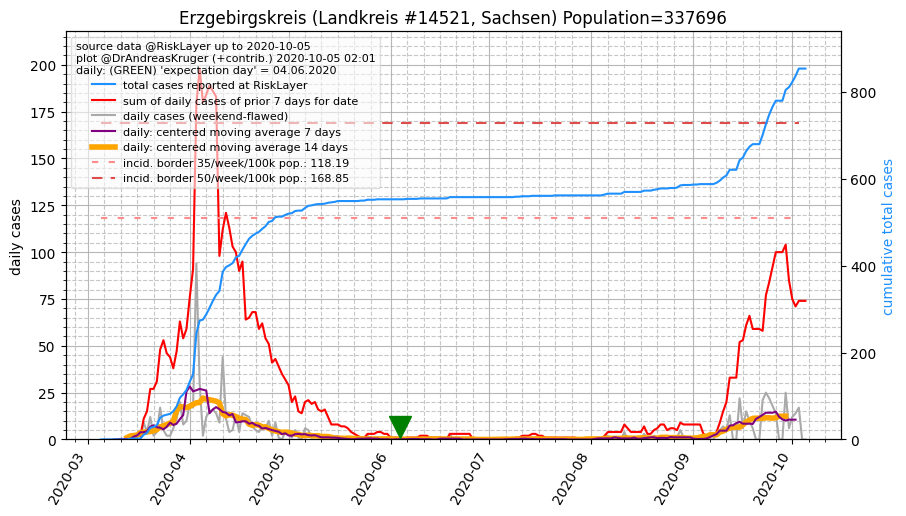 Erzgebirgskreis (Landkreis #14521, Sachsen) Population=337696
source data @RiskLayer up to 2020-10-05
plot @DrAndreasKruger (+contrib.) 2020-10-05 02:01
daily: (GREEN) 'expectation day' = 04.06.2020
total cases reported at RiskLayer
sum of daily cases of prior 7 days for date
daily cases (weekend-flawed)
daily: centered moving average 7 days
daily: centered moving average 14 days
incid. border 35/week/100k pop.: 118.19
incid. border 50/week/100k pop.: 168.85
daily cases
200
175
150
125
100
75
50
25
0
cumulative total cases
800
600
400
200
0
2020-03
2020-04
2020-05
2020-06
2020-07
2020-08
2020-09
2020-10